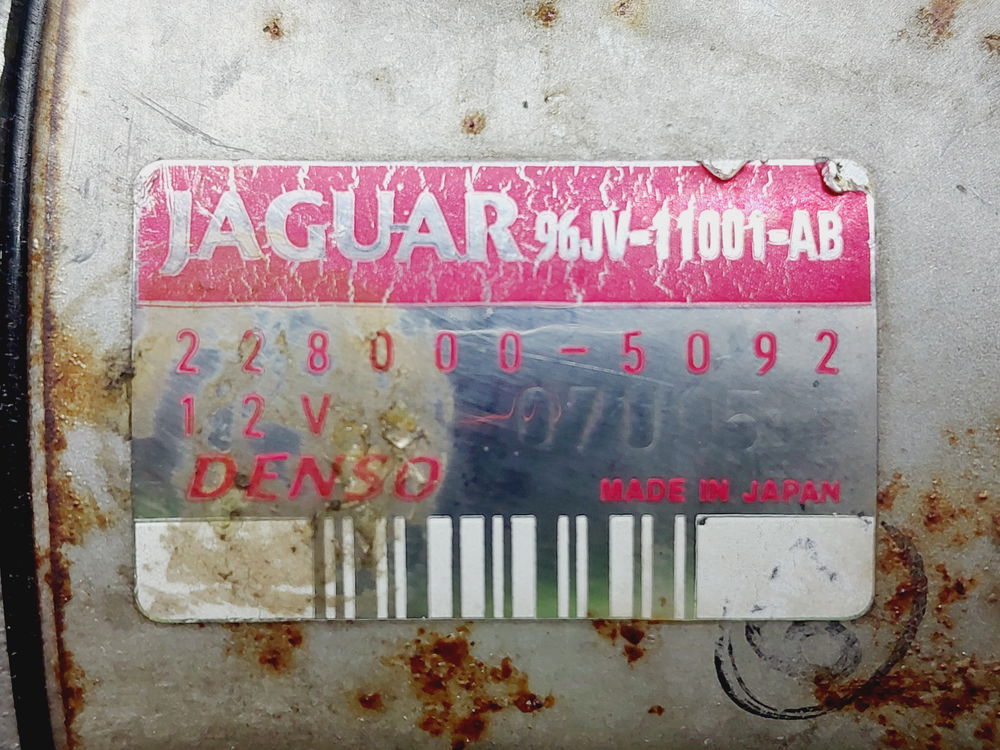 JAGUAR 96JV-11001-AB
228000-5092
12V
DENSO MADE IN JAPAN